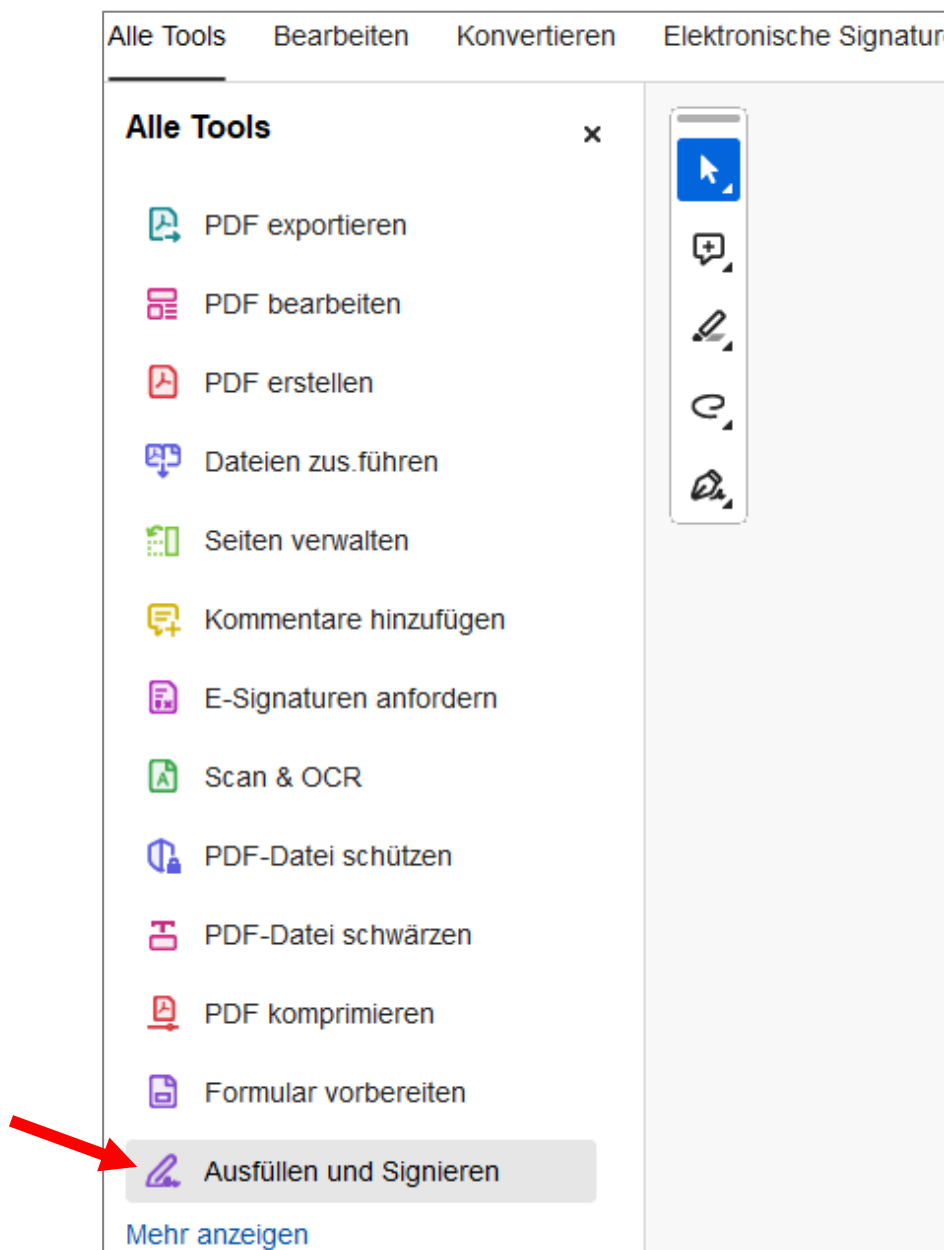 Alle Tools Bearbeiten Konvertieren Elektronische Signatur
Alle Tools
PDF exportieren
PDF bearbeiten
PDF erstellen
Dateien zus.führen
Seiten verwalten
Kommentare hinzufügen
E-Signaturen anfordern
Scan & OCR
PDF-Datei schützen
PDF-Datei schwärzen
PDF komprimieren
Formular vorbereiten
Ausfüllen und Signieren
Mehr anzeigen